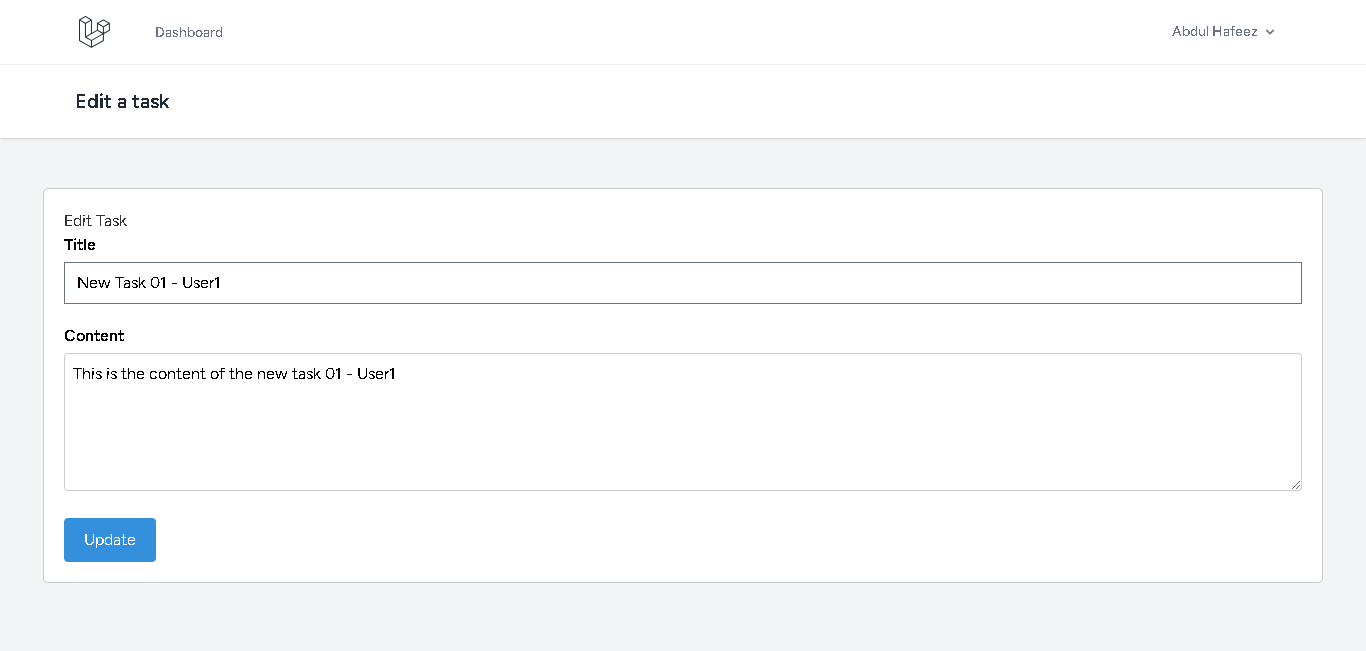 Dashboard
Abdul Hafeez
Edit a task
Edit Task
Title
New Task 01 - User1
Content
This is the content of the new task 01 - User1
Update